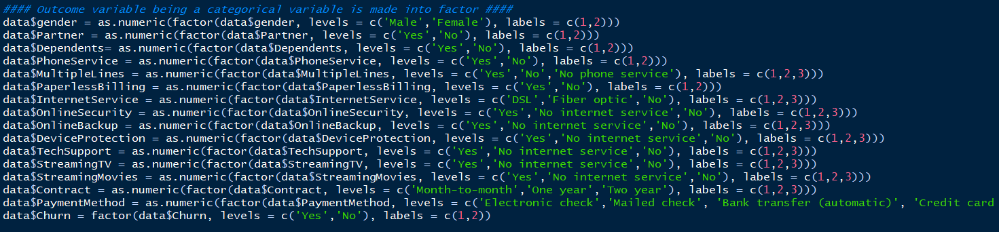 #### Outcome variable being a categorical variable is made into factor ####
data$gender = as.numeric(factor(data$gender, levels = c('Male','Female'), labels = c(1,2)))
data$Partner = as.numeric(factor(data$Partner, levels = c('Yes','No'), labels = c(1,2)))
data$Dependents= as.numeric(factor(data$Dependents, levels = c('Yes','No'), labels = c(1,2)))
data$PhoneService = as.numeric(factor(data$PhoneService, levels = c('Yes','No'), labels = c(1,2)))
data$MultipleLines = as.numeric(factor(data$MultipleLines, levels = c('Yes','No','No phone service'), labels = c(1,2,3)))
data$PaperlessBilling = as.numeric(factor(data$PaperlessBilling, levels = c('Yes','No'), labels = c(1,2)))
data$InternetService = as.numeric(factor(data$InternetService, levels = c('DSL','Fiber optic','No'), labels = c(1,2,3)))
data$OnlineSecurity = as.numeric(factor(data$OnlineSecurity, levels = c('Yes','No internet service','No'), labels = c(1,2,3)))
data$OnlineBackup = as.numeric(factor(data$OnlineBackup, levels = c('Yes','No internet service','No'), labels = c(1,2,3)))
data$DeviceProtection = as.numeric(factor(data$DeviceProtection, levels = c('Yes','No internet service','No'), labels = c(1,2,3)))
data$TechSupport = as.numeric(factor(data$TechSupport, levels = c('Yes','No internet service','No'), labels = c(1,2,3)))
data$StreamingTV = as.numeric(factor(data$StreamingTV, levels = c('Yes','No internet service','No'), labels = c(1,2,3)))
data$StreamingMovies = as.numeric(factor(data$StreamingMovies, levels = c('Yes','No internet service','No'), labels = c(1,2,3)))
data$Contract = as.numeric(factor(data$Contract, levels = c('Month-to-month','One year','Two year'), labels = c(1,2,3)))
data$PaymentMethod = as.numeric(factor(data$PaymentMethod, levels = c('Electronic check','Mailed check', 'Bank transfer (automatic)', 'Credit card
data$Churn = factor(data$Churn, levels = c('Yes','No'), labels = c(1,2))